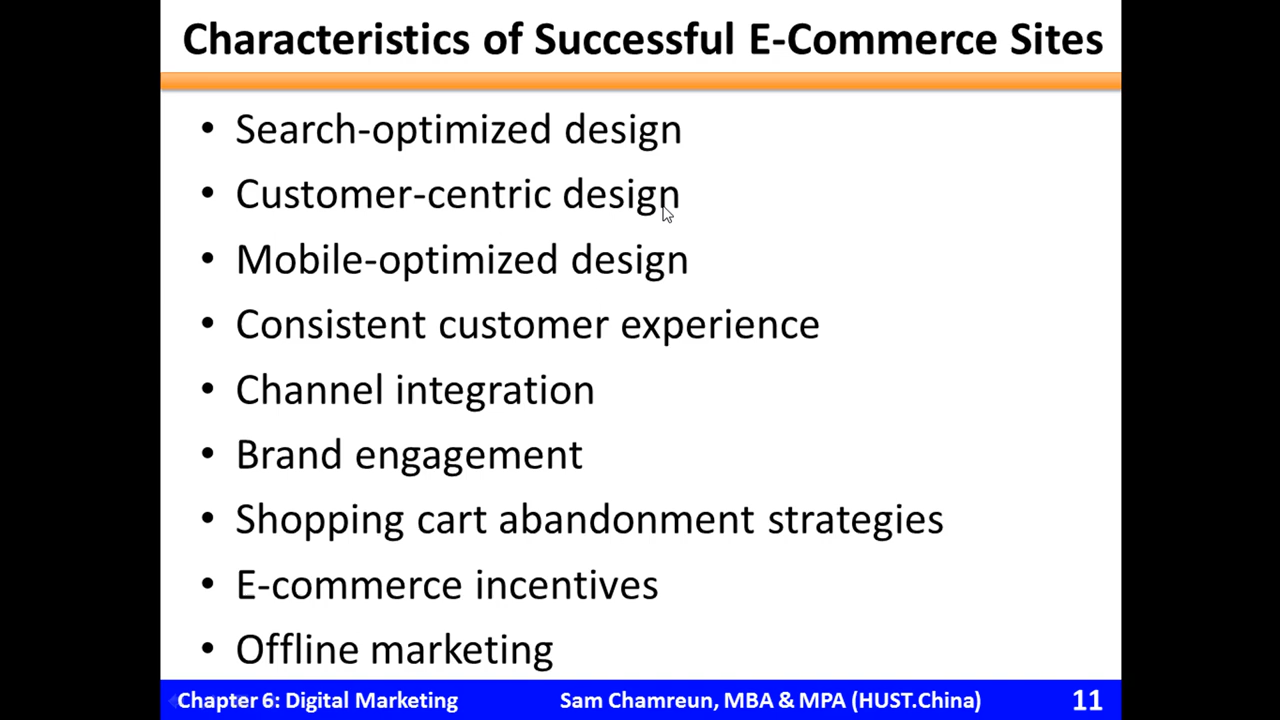 Characteristics of Successful E-Commerce Sites
• Search-optimized design
• Customer-centric design
• Mobile-optimized design
• Consistent customer experience
• Channel integration
• Brand engagement
• Shopping cart abandonment strategies
• E-commerce incentives
• Offline marketing
Chapter 6: Digital Marketing Sam Chamreun, MBA & MPA (HUST.China) 11